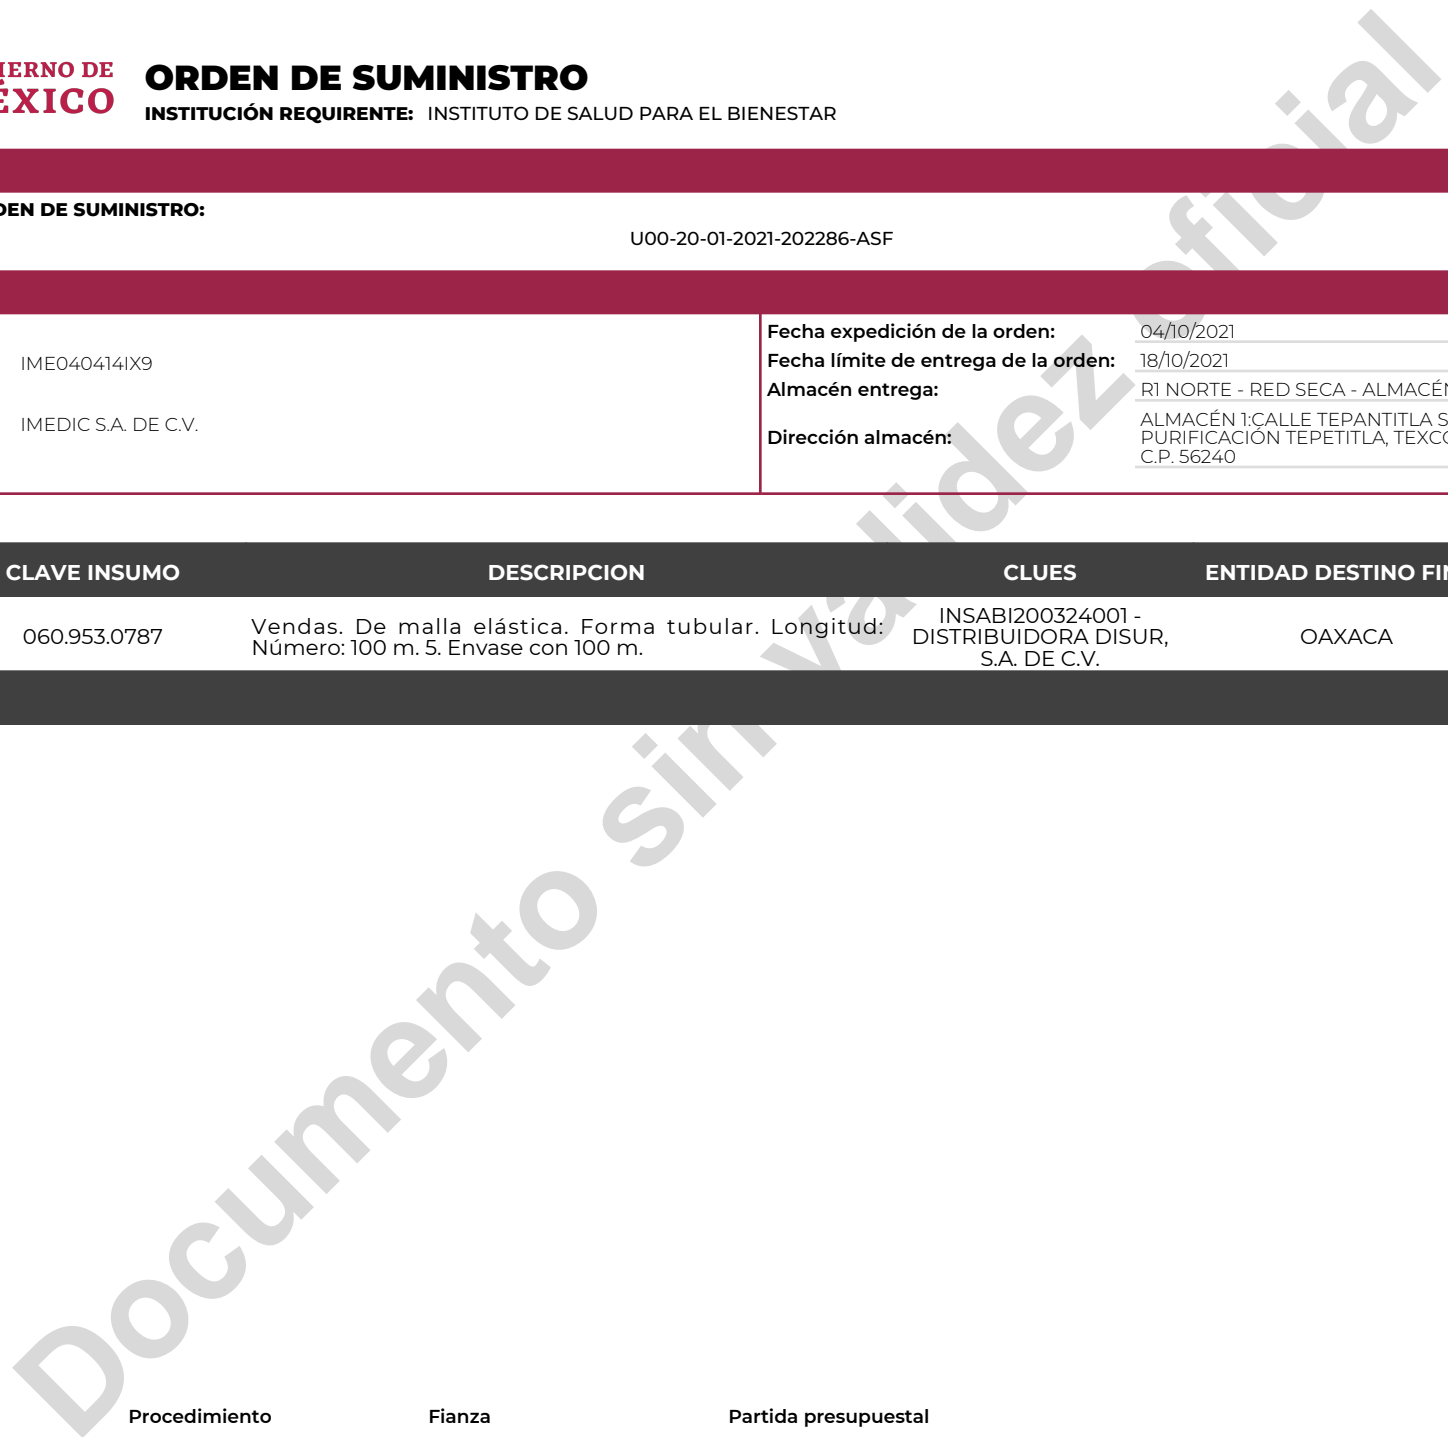 IERNO DE
ÉXICO
ORDEN DE SUMINISTRO
INSTITUCIÓN REQUIRENTE: INSTITUTO DE SALUD PARA EL BIENESTAR
DEN DE SUMINISTRO:
U00-20-01-2021-202286-ASF
IME040414IX9
IMEDIC S.A. DE C.V.
Fecha expedición de la orden: 04/10/2021
Fecha límite de entrega de la orden: 18/10/2021
Almacén entrega: R1 NORTE - RED SECA - ALMACÉN
Dirección almacén:
ALMACÉN 1:CALLE TEPANTITLA S
PURIFICACIÓN TEPETITLA, TEXCO
C.P. 56240
CLAVE INSUMO DESCRIPCION CLUES ENTIDAD DESTINO FIN
060.953.0787
Vendas. De malla elástica. Forma tubular. Longitud:
Número: 100 m. 5. Envase con 100 m.
INSABI200324001 -
DISTRIBUIDORA DISUR,
S.A. DE C.V.
OAXACA
Documento sin validez oficial
Procedimiento Fianza Partida presupuestal